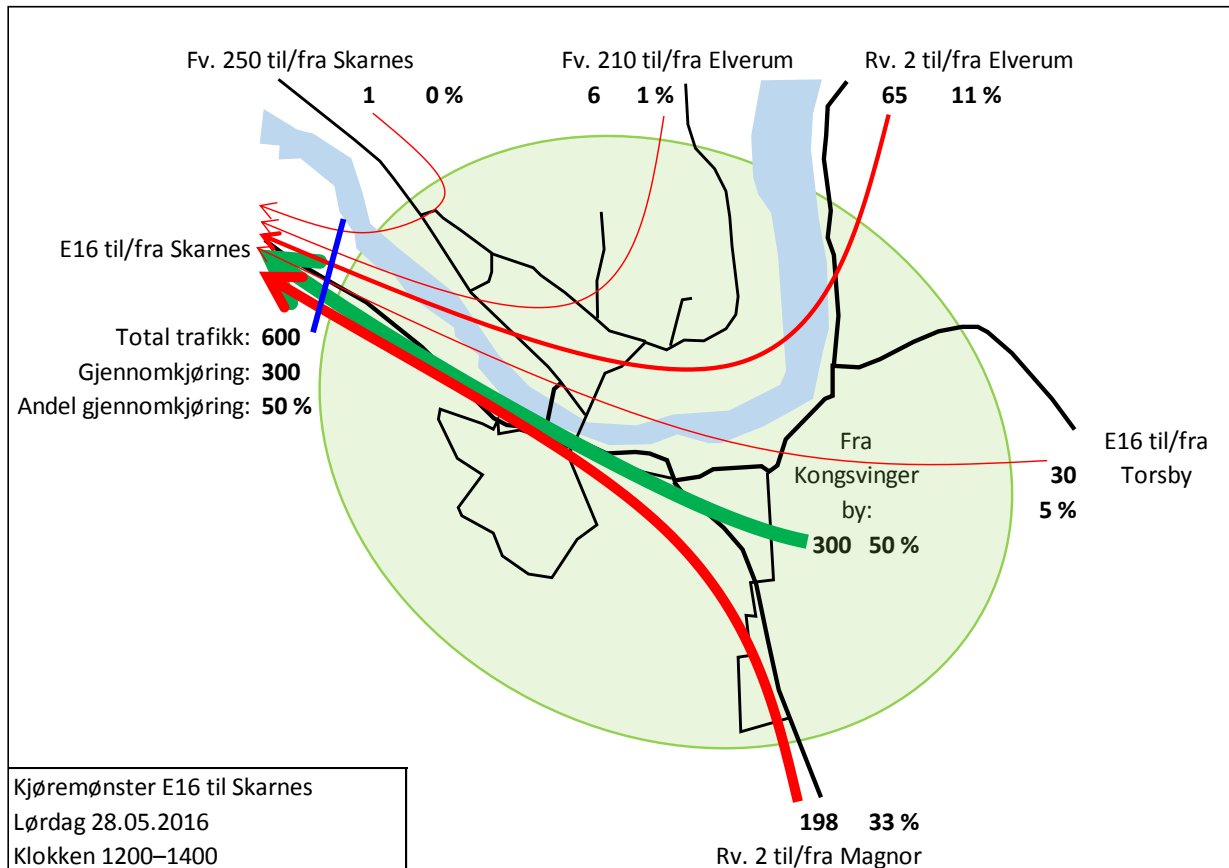 Fv. 250 til/fra Skarnes
1 0 %
Fv. 210 til/fra Elverum
6 1 %
Rv. 2 til/fra Elverum
65 11 %
E16 til/fra Skarnes
Total trafikk: 600
Gjennomkjøring: 300
Andel gjennomkjøring: 50 %
Fra
Kongsvinger
by:
300 50 %
E16 til/fra
Torsby
30
5 %
198 33 %
Rv. 2 til/fra Magnor
Kjøremønster E16 til Skarnes
Lørdag 28.05.2016
Klokken 1200–1400